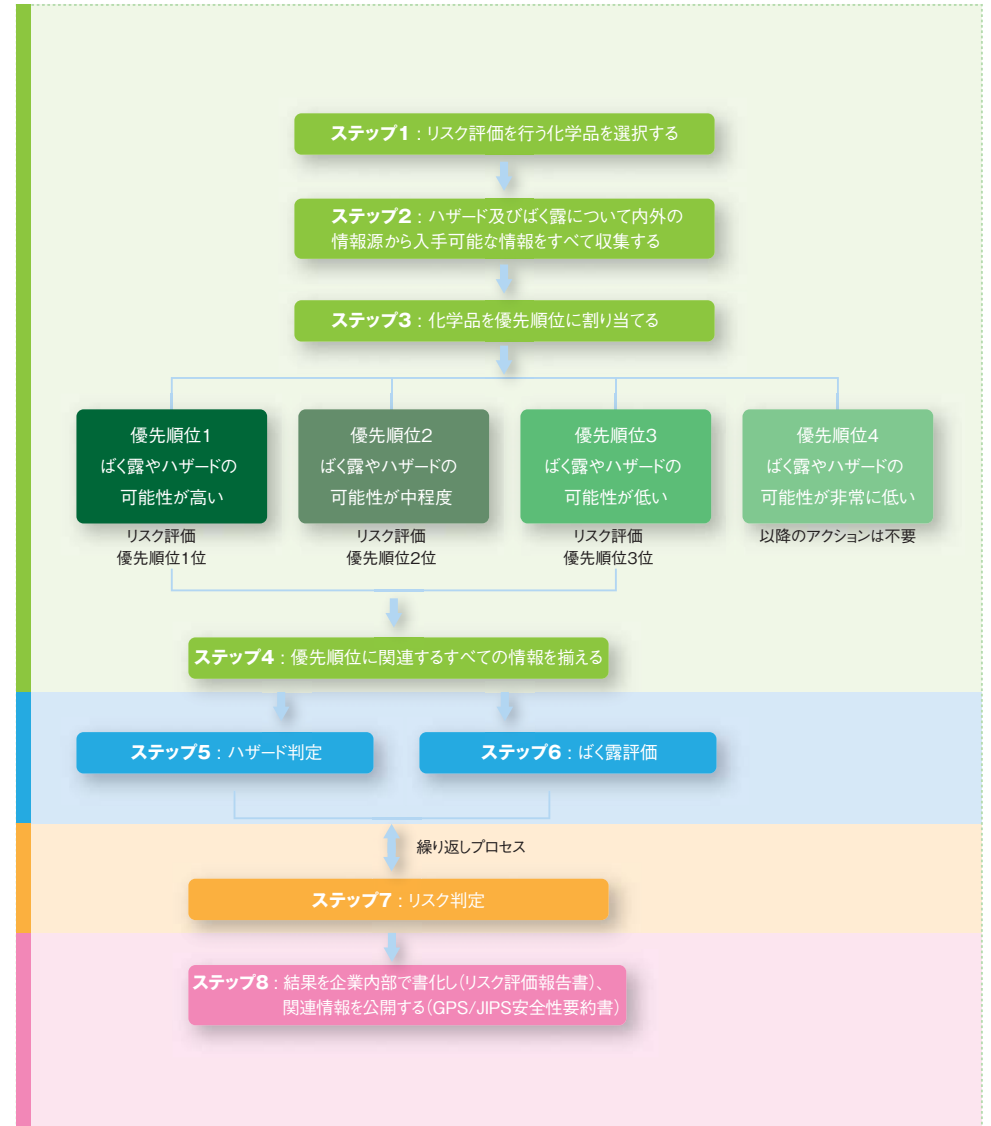 ステップ1：リスク評価を行う化学品を選択する
ステップ2：ハザード及びばく露について内外の
情報源から入手可能な情報をすべて収集する
ステップ3：化学品を優先順位に割り当てる
優先順位1
ばく露やハザードの
可能性が高い
優先順位2
ばく露やハザードの
可能性が中程度
優先順位3
ばく露やハザードの
可能性が低い
優先順位4
ばく露やハザードの
可能性が非常に低い
リスク評価
優先順位1位
リスク評価
優先順位2位
リスク評価
優先順位3位
以降のアクションは不要
ステップ4：優先順位に関連するすべての情報を揃える
ステップ5：ハザード判定
ステップ6：ばく露評価
繰り返しプロセス
ステップ7：リスク判定
ステップ8：結果を企業内部で書化し（リスク評価報告書）、
関連情報を公開する（GPS/JIPS安全性要約書）